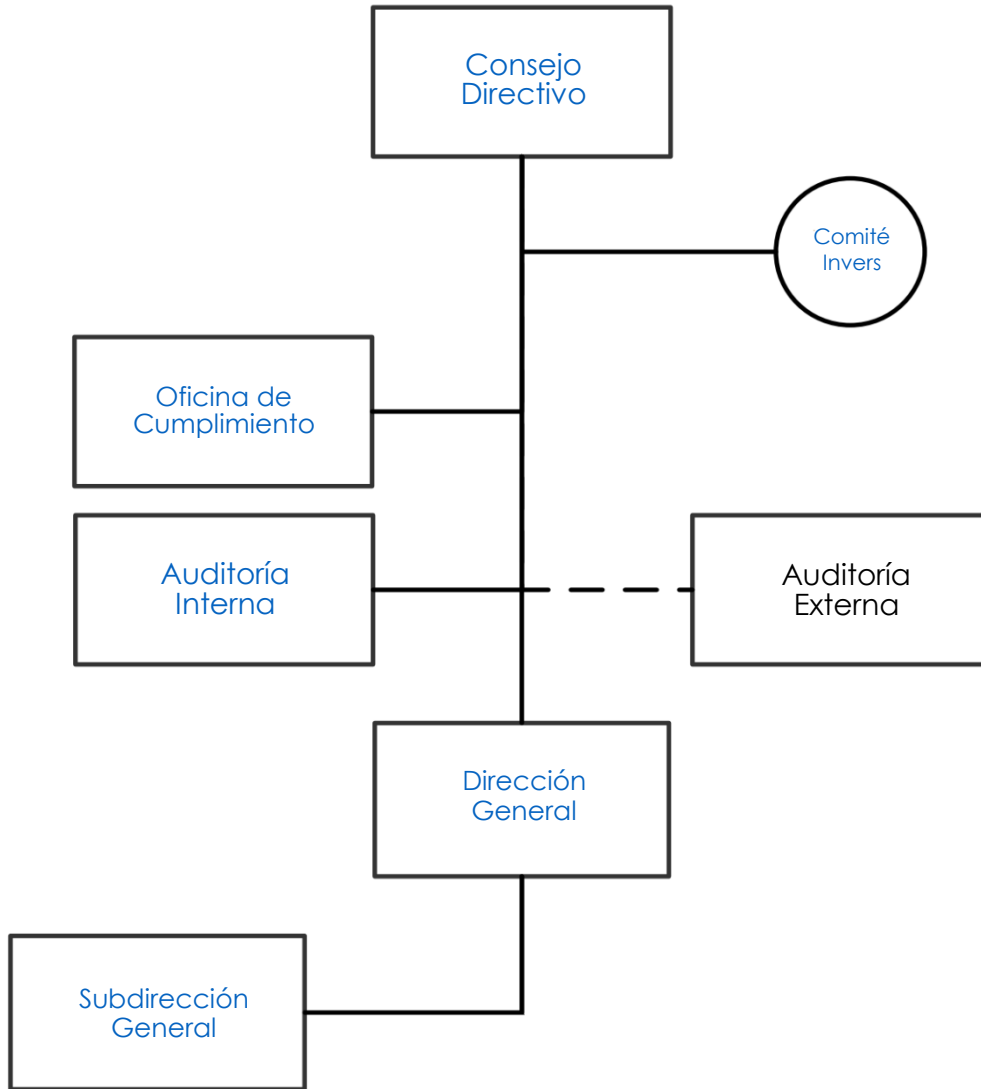 Consejo
Directivo
Comité
Invers
Oficina de
Cumplimiento
Auditoría
Interna
Auditoría
Externa
Dirección
General
Subdirección
General